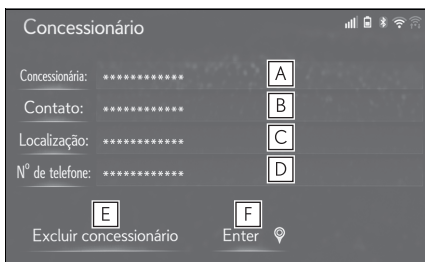 Concessionário
Concessionária: ************ A
Contato: ************ B
Localização: ************ C
Nº de telefone: ************ D
E F
Excluir concessionário Enter